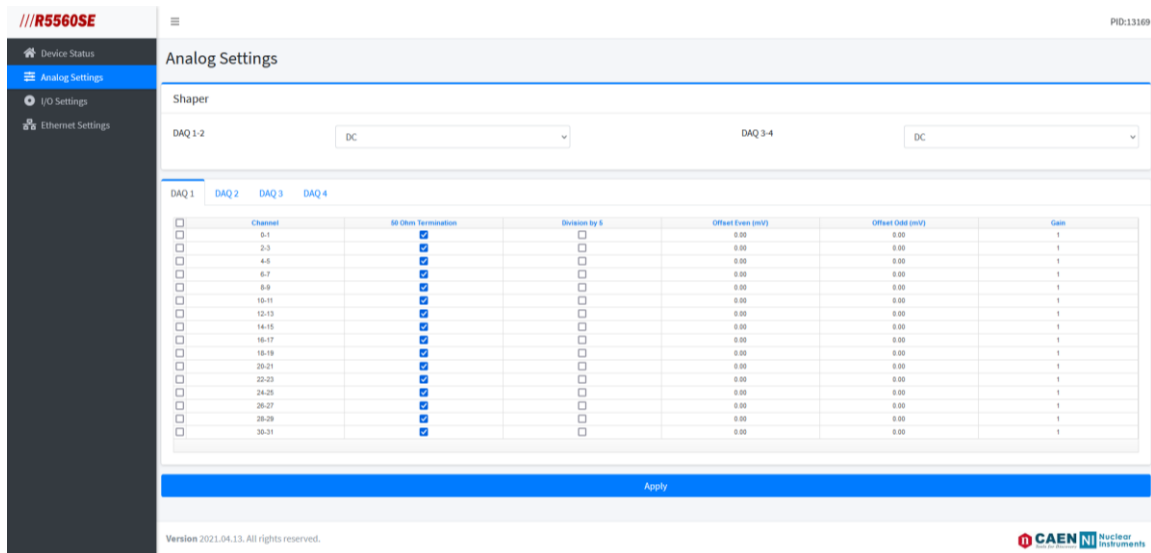 ///R5560SE
PID:13169
Device Status
Analog Settings
I/O Settings
Ethernet Settings
Analog Settings
Shaper
DAQ 1-2 DC DAQ 3-4 DC
DAQ 1 DAQ 2 DAQ 3 DAQ 4
Channel 50 Ohm Termination Division by 5 Offset Even (mV) Offset Odd (mV) Gain
0-1 0.00 0.00 1
2-3 0.00 0.00 1
4-5 0.00 0.00 1
6-7 0.00 0.00 1
8-9 0.00 0.00 1
10-11 0.00 0.00 1
12-13 0.00 0.00 1
14-15 0.00 0.00 1
16-17 0.00 0.00 1
18-19 0.00 0.00 1
20-21 0.00 0.00 1
22-23 0.00 0.00 1
24-25 0.00 0.00 1
26-27 0.00 0.00 1
28-29 0.00 0.00 1
30-31 0.00 0.00 1
Apply
Version 2021.04.13. All rights reserved.
CAEN NI Nuclear Instruments